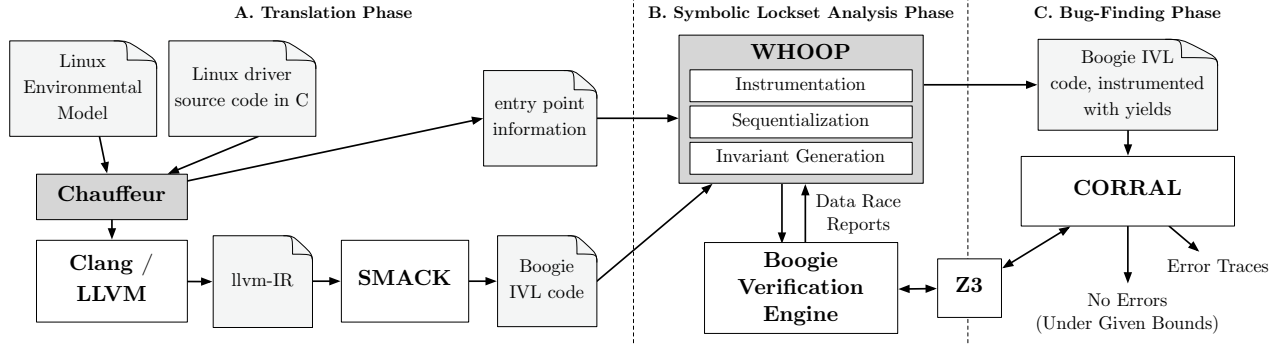 A. Translation Phase
Linux
Environmental
Model
Linux driver
source code in C
entry point
information
Chauffeur
Clang /
LLVM
llvm-IR
SMACK
Boogie
IVL code
B. Symbolic Lockset Analysis Phase
WHOOP
Instrumentation
Sequentialization
Invariant Generation
Data Race
Reports
Boogie
Verification
Engine
Z3
C. Bug-Finding Phase
Boogie IVL
code, instrumented
with yields
CORRAL
Error Traces
No Errors
(Under Given Bounds)